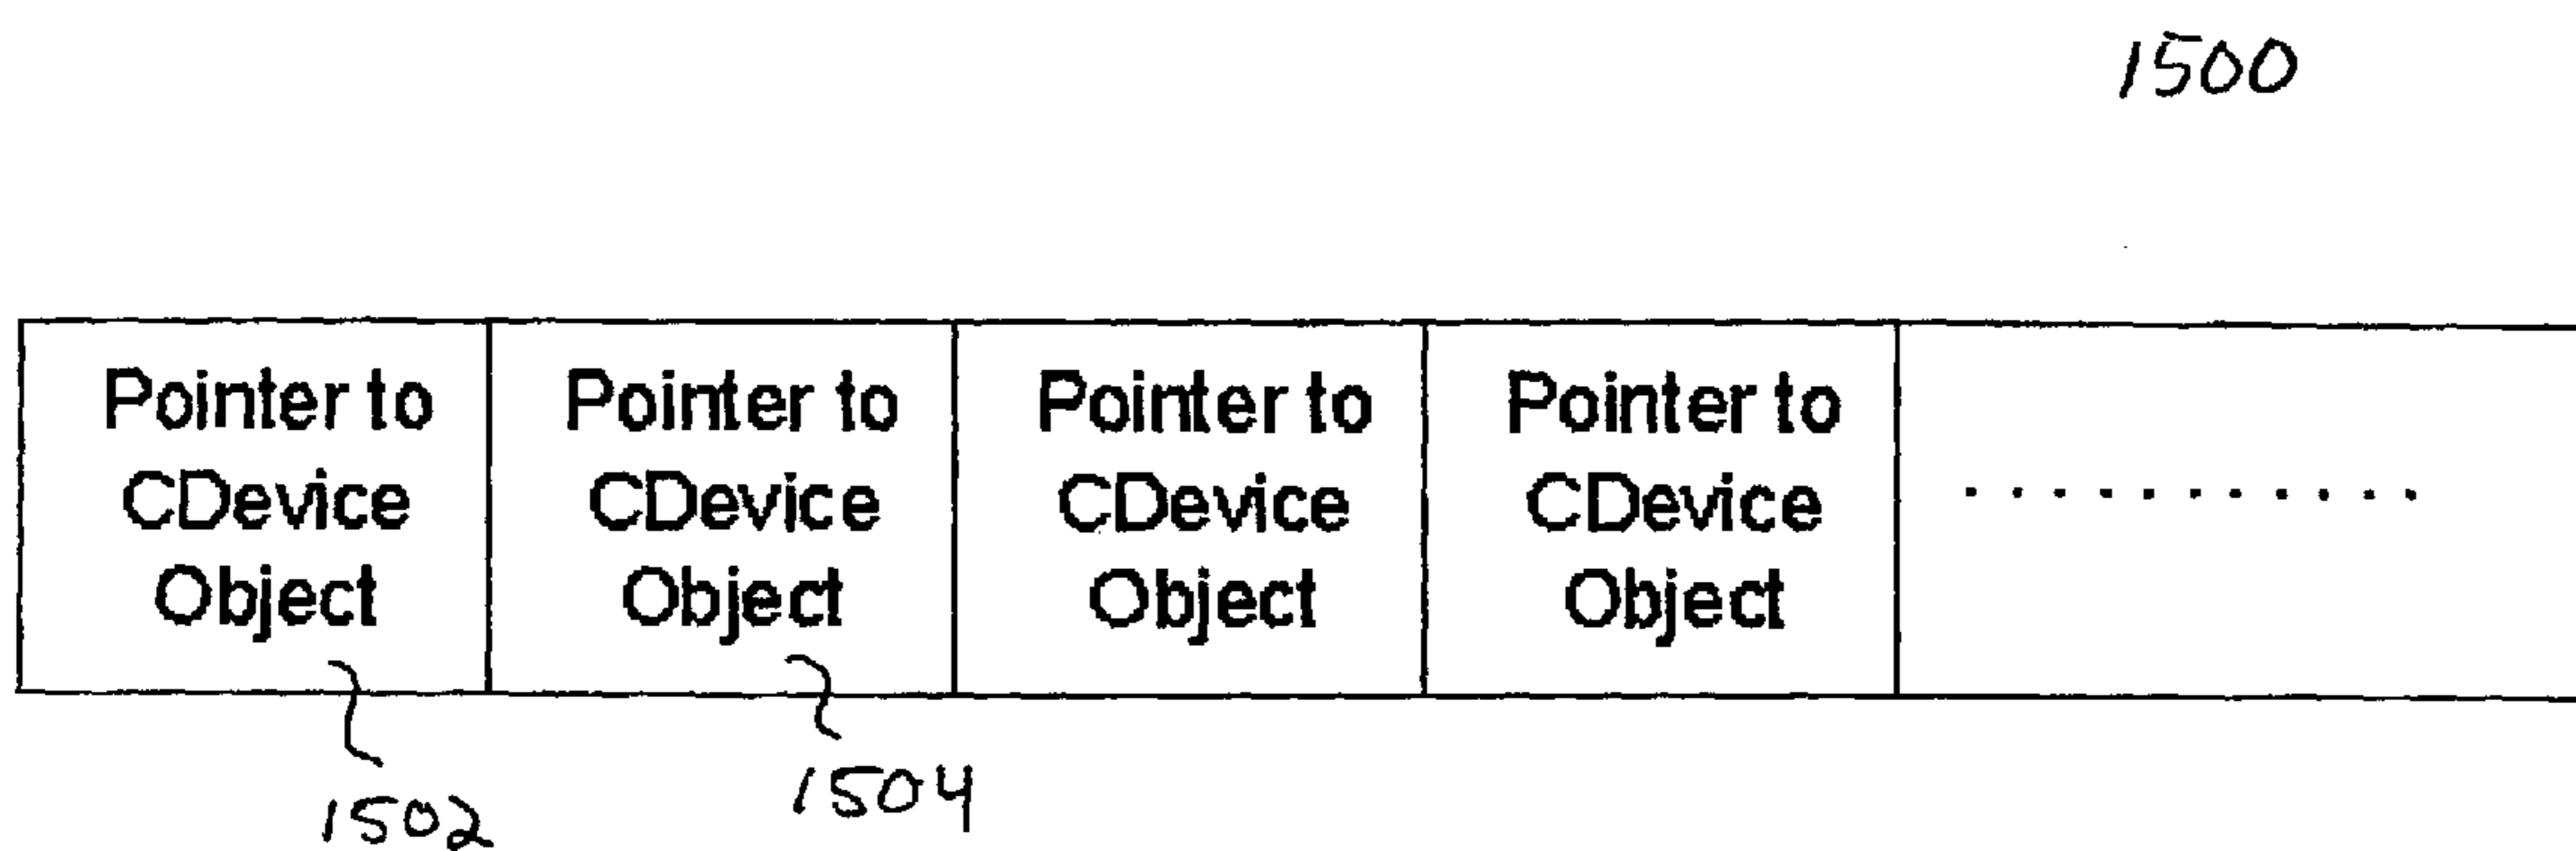 1500
Pointer to
CDevice
Object
Pointer to
CDevice
Object
Pointer to
CDevice
Object
Pointer to
CDevice
Object
...........
1502
1504